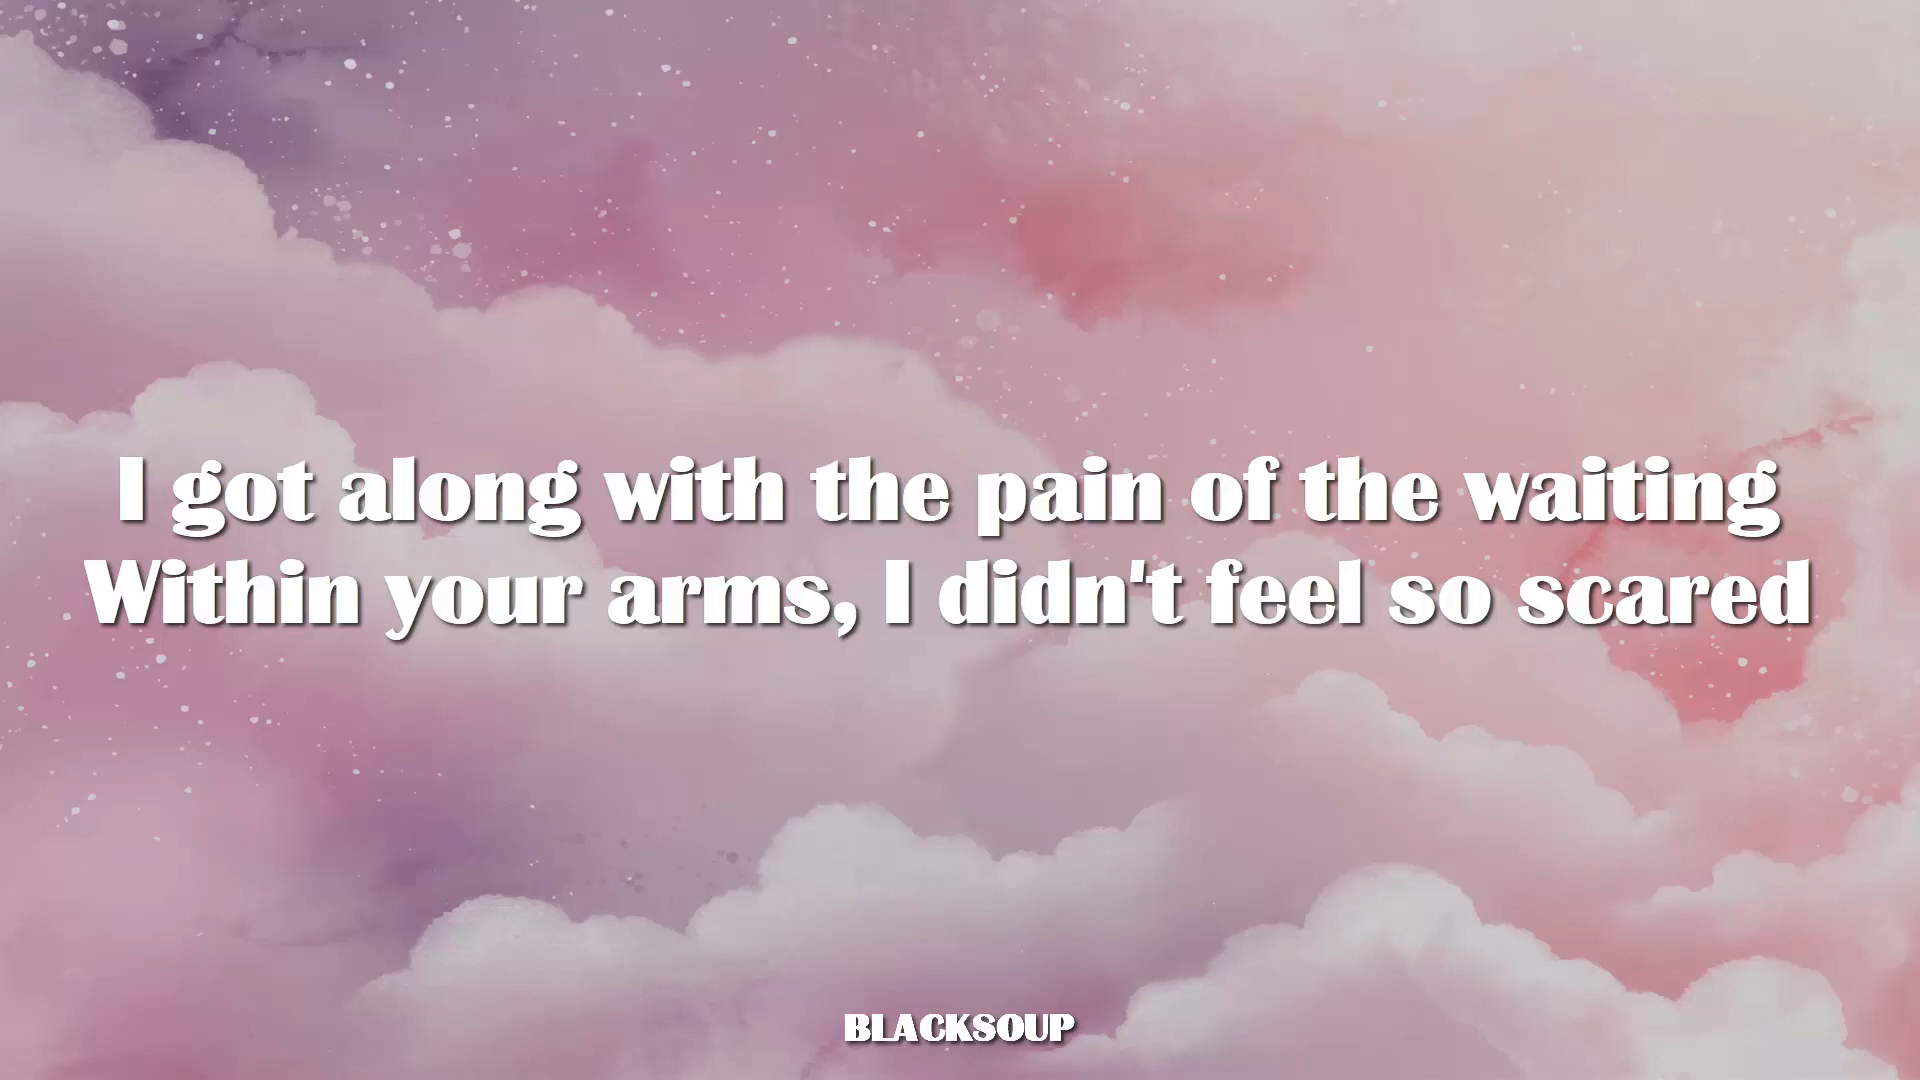 I got along with the pain of the waiting
Within your arms, I didn't feel so scared
BLACKSOUP